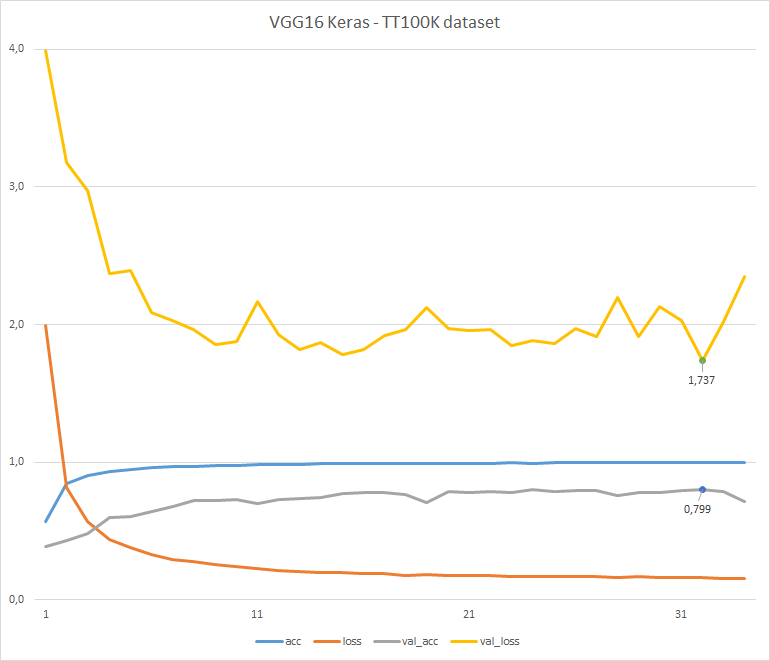 VGG16 Keras - TT100K dataset
4,0
3,0
2,0
1,737
1,0
0,799
0,0
1 11 21 31
acc loss val_acc val_loss